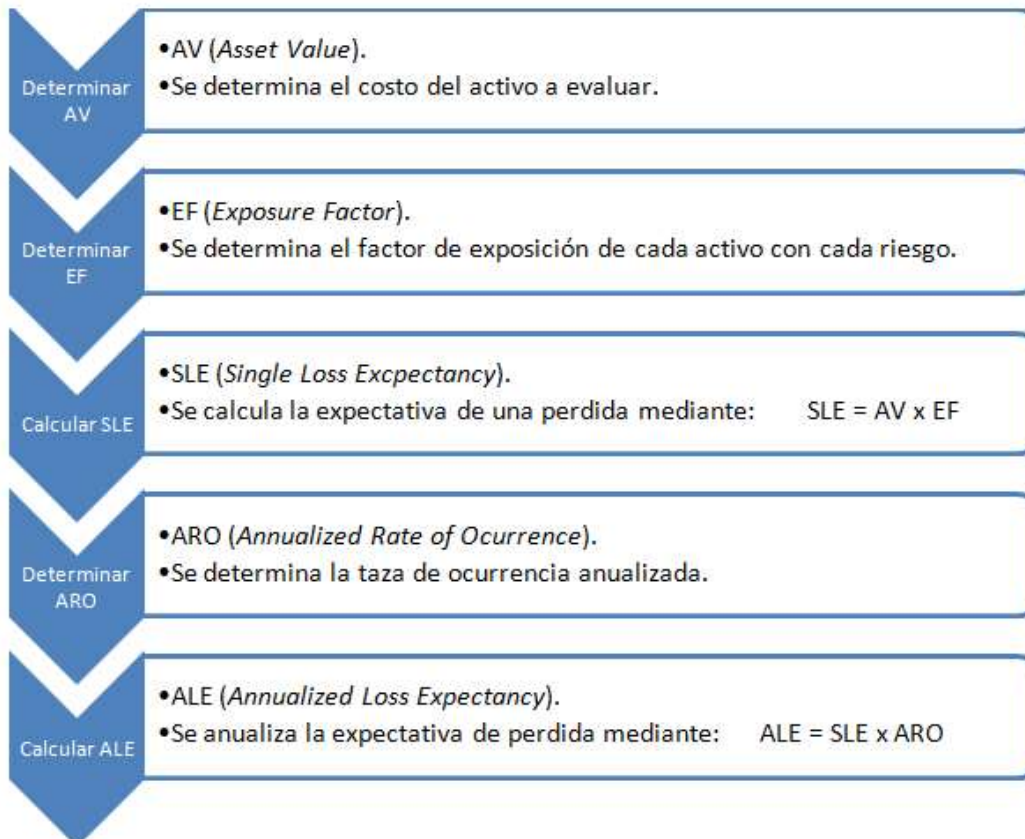 Determinar
AV
•AV (Asset Value).
•Se determina el costo del activo a evaluar.
Determinar
EF
•EF (Exposure Factor).
•Se determina el factor de exposición de cada activo con cada riesgo.
Calcular SLE
•SLE (Single Loss Excpectancy).
•Se calcula la expectativa de una perdida mediante: SLE = AV x EF
Determinar
ARO
•ARO (Annualized Rate of Ocurrence).
•Se determina la taza de ocurrencia anualizada.
Calcular ALE
•ALE (Annualized Loss Expectancy).
•Se anualiza la expectativa de perdida mediante: ALE = SLE x ARO